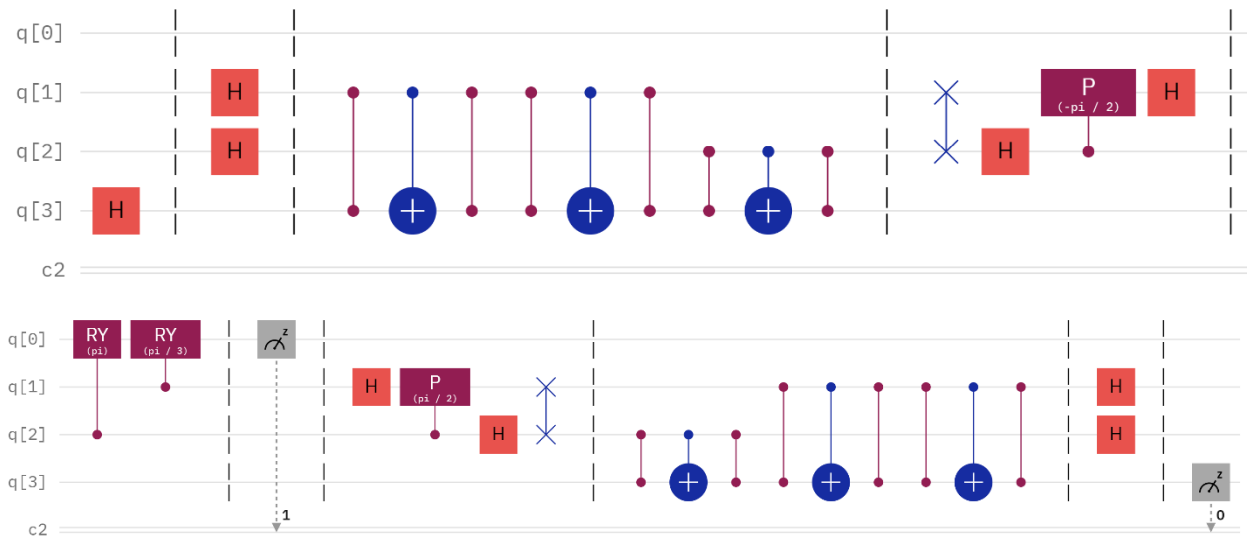 q[0]
q[1] H P (-pi / 2) H
q[2] H H
q[3] H
c2
q[0] RY (pi) RY (pi / 3) z
q[1] H P (pi / 2) H
q[2] H H
q[3] z
c2 1 0